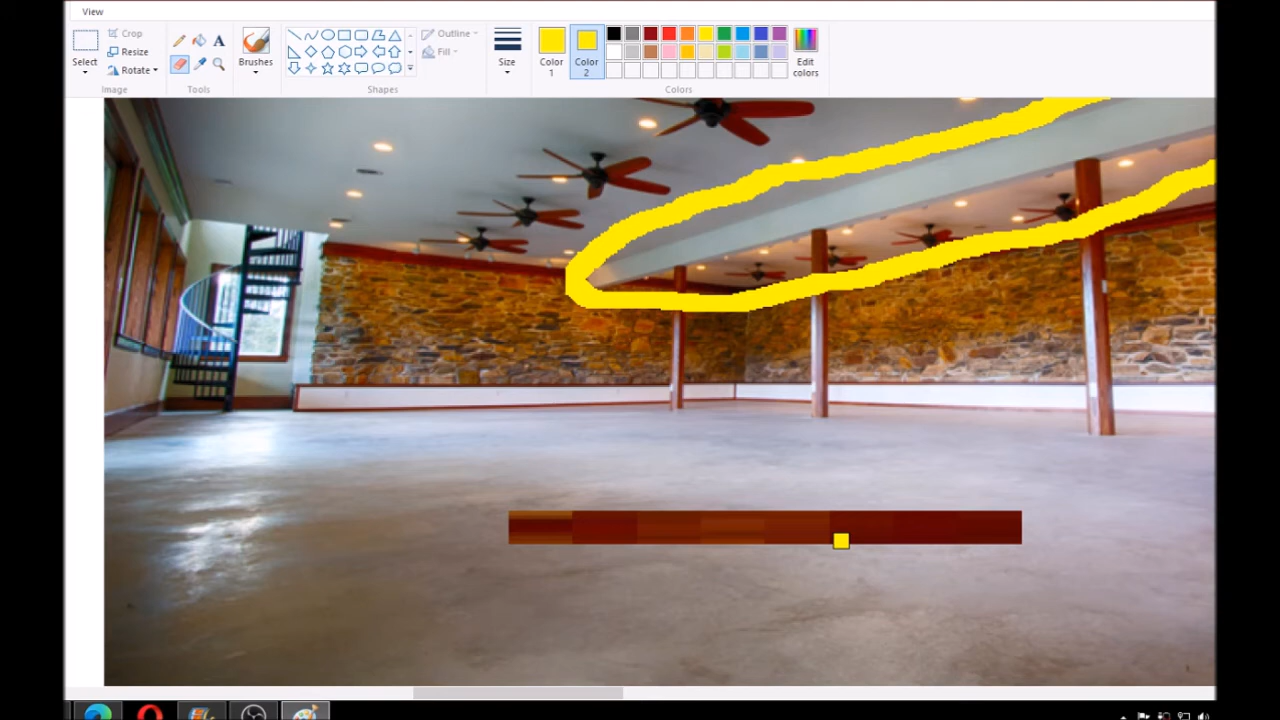 View
Crop
Resize
Rotate
Select
Image
A
Tools
Brushes
Outline
Fill
Shapes
Size
Color 1
Color 2
Edit colors
Colors